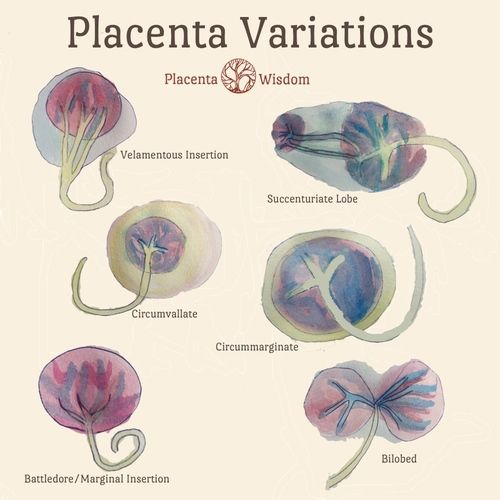 Placenta Variations
Placenta Wisdom
Velamentous Insertion
Succenturiate Lobe
Circumvallate
Circummarginate
Battledore/Marginal Insertion
Bilobed